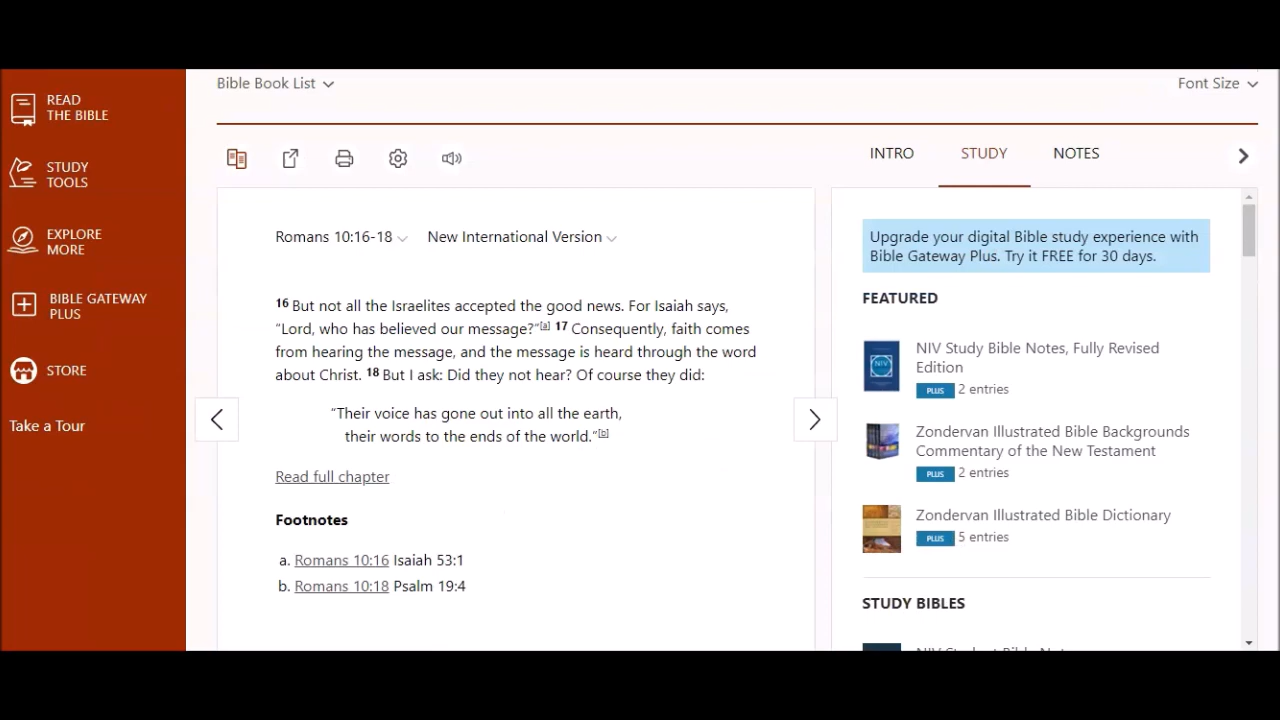 Bible Book List
Font Size
READ
THE BIBLE
STUDY
TOOLS
EXPLORE
MORE
BIBLE GATEWAY
PLUS
STORE
Take a Tour
INTRO
STUDY
NOTES
Romans 10:16-18
New International Version
16 But not all the Israelites accepted the good news. For Isaiah says,
“Lord, who has believed our message?”[a] 17 Consequently, faith comes
from hearing the message, and the message is heard through the word
about Christ. 18 But I ask: Did they not hear? Of course they did:
“Their voice has gone out into all the earth,
their words to the ends of the world.”[b]
Read full chapter
Footnotes
a. Romans 10:16 Isaiah 53:1
b. Romans 10:18 Psalm 19:4
Upgrade your digital Bible study experience with
Bible Gateway Plus. Try it FREE for 30 days.
FEATURED
NIV
NIV Study Bible Notes, Fully Revised
Edition
PLUS 2 entries
Zondervan Illustrated Bible Backgrounds
Commentary of the New Testament
PLUS 2 entries
Zondervan Illustrated Bible Dictionary
PLUS 5 entries
STUDY BIBLES